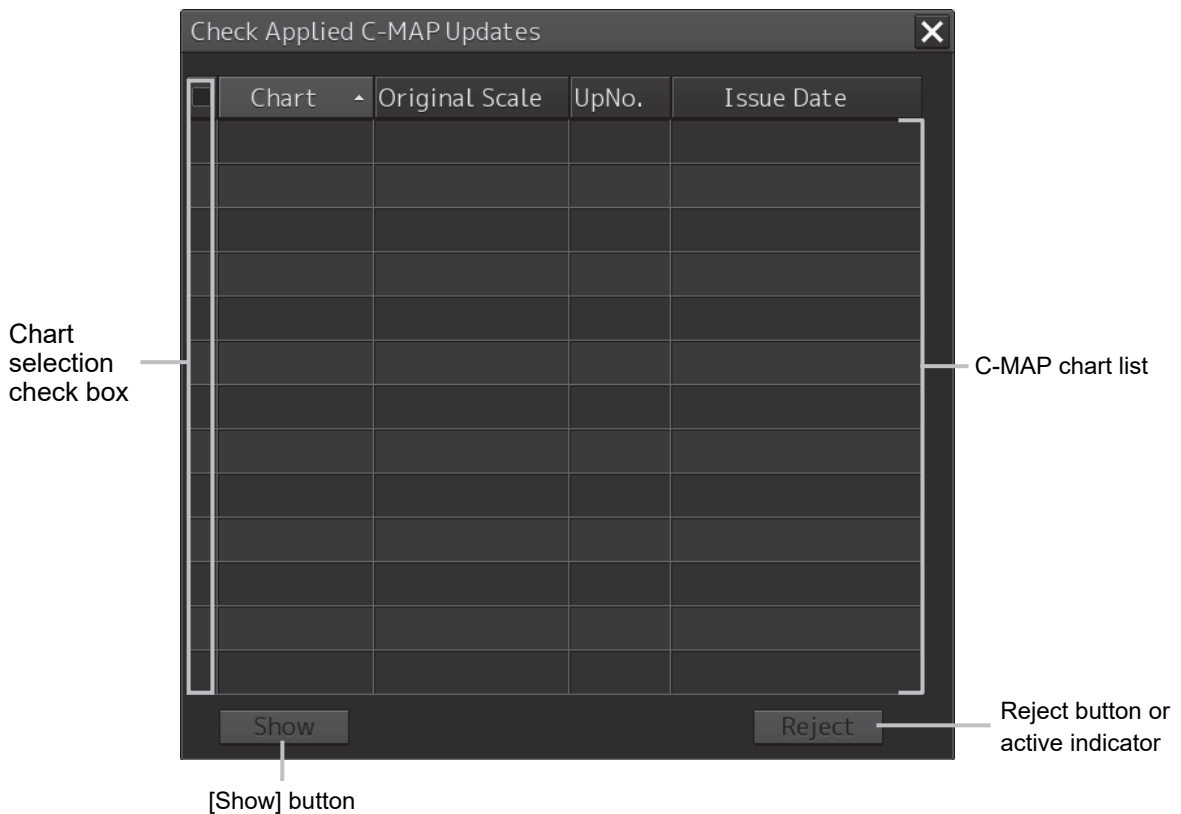 Check Applied C-MAP Updates
Chart Original Scale UpNo. Issue Date
Chart
selection
check box
C-MAP chart list
Show
Reject
Reject button or
active indicator
[Show] button